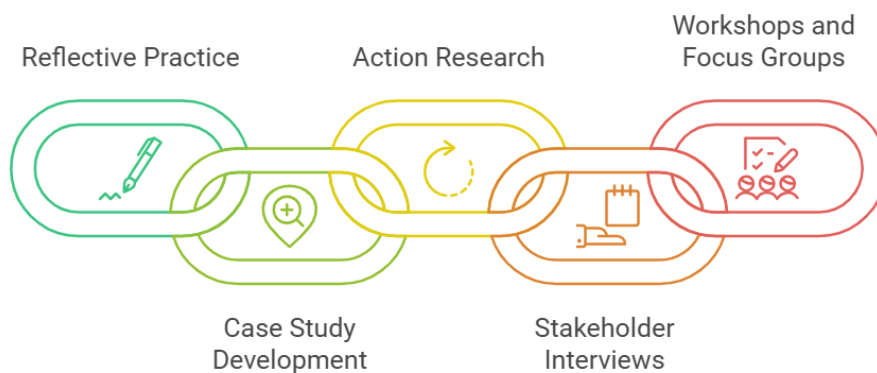 Reflective Practice
Action Research
Workshops and
Focus Groups
Case Study
Development
Stakeholder
Interviews